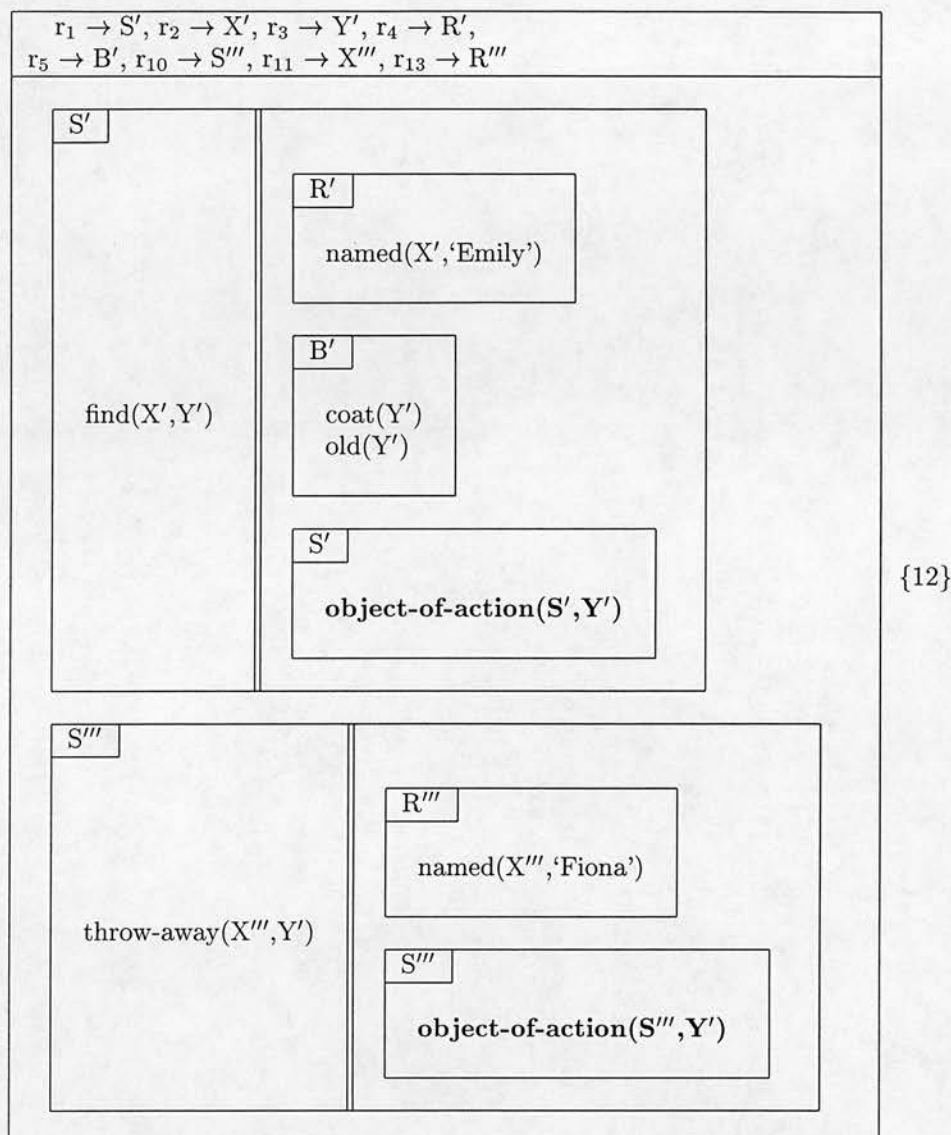 r₁ → S′, r₂ → X′, r₃ → Y′, r₄ → R′,
r₅ → B′, r₁₀ → S‴, r₁₁ → X‴, r₁₃ → R‴
S′
R′
named(X′,‘Emily’)
B′
find(X′,Y′)
coat(Y′)
old(Y′)
S′
object-of-action(S′,Y′)
{12}
S‴
R‴
named(X‴,‘Fiona’)
throw-away(X‴,Y′)
S‴
object-of-action(S‴,Y′)